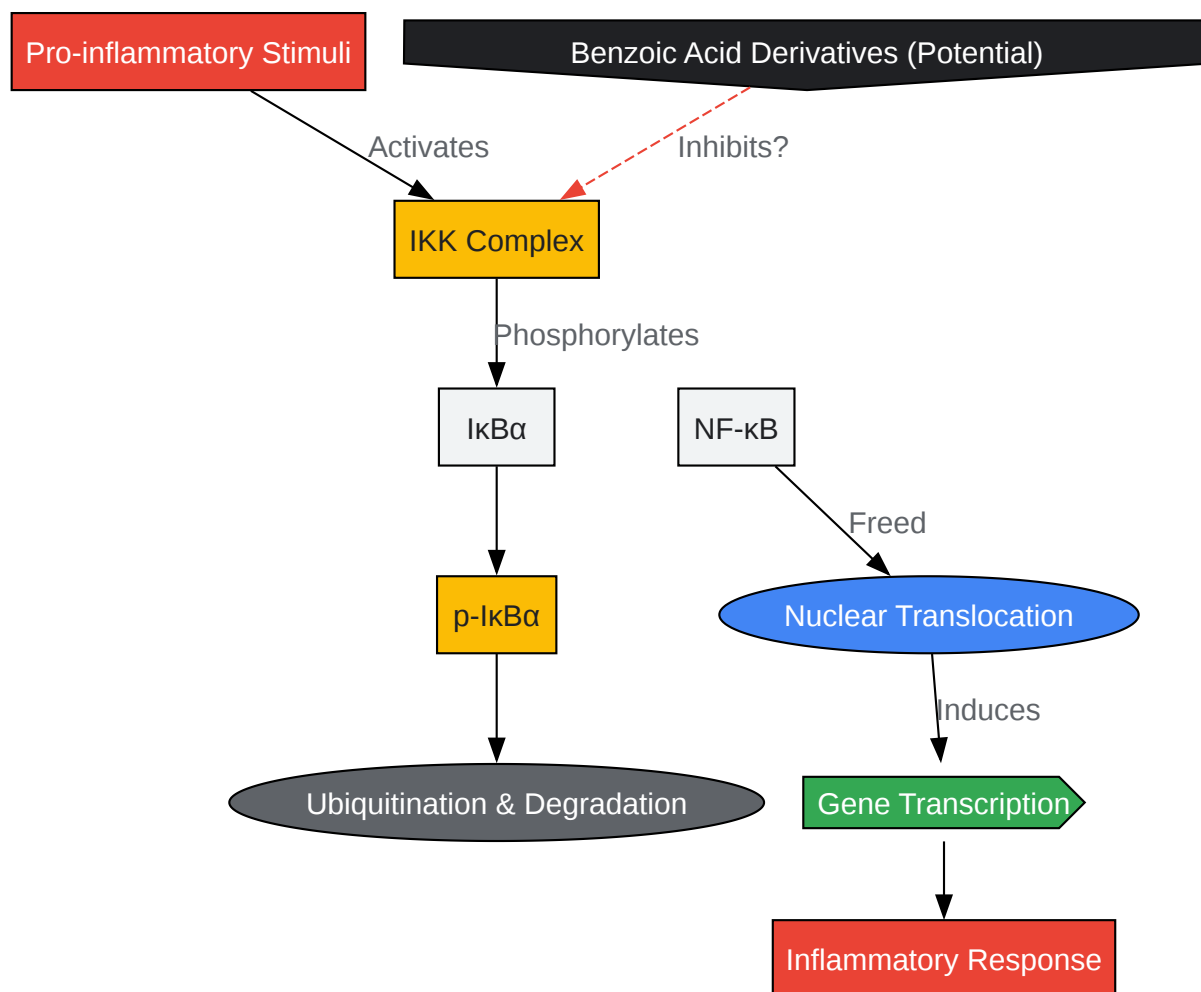 Pro-inflammatory Stimuli
Benzoic Acid Derivatives (Potential)
Activates
Inhibits?
IKK Complex
Phosphorylates
IκBα
NF-κB
Freed
p-IκBα
Nuclear Translocation
Induces
Ubiquitination & Degradation
Gene Transcription
Inflammatory Response